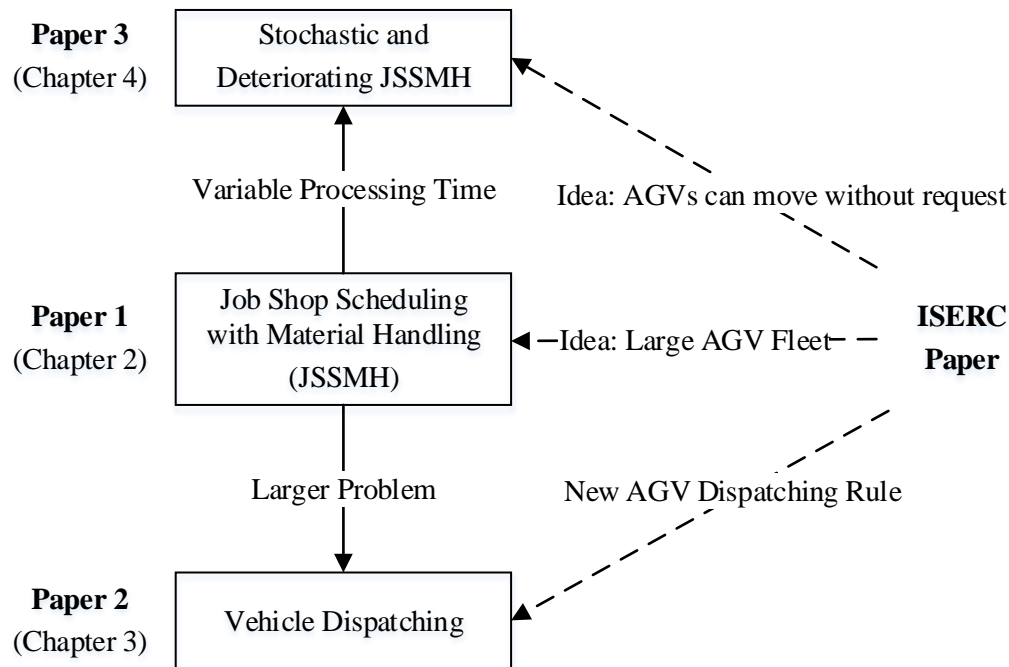 Paper 3
(Chapter 4)
Stochastic and
Deteriorating JSSMH
Variable Processing Time
Idea: AGVs can move without request
Paper 1
(Chapter 2)
Job Shop Scheduling
with Material Handling
(JSSMH)
Idea: Large AGV Fleet
ISERC
Paper
Larger Problem
New AGV Dispatching Rule
Paper 2
(Chapter 3)
Vehicle Dispatching